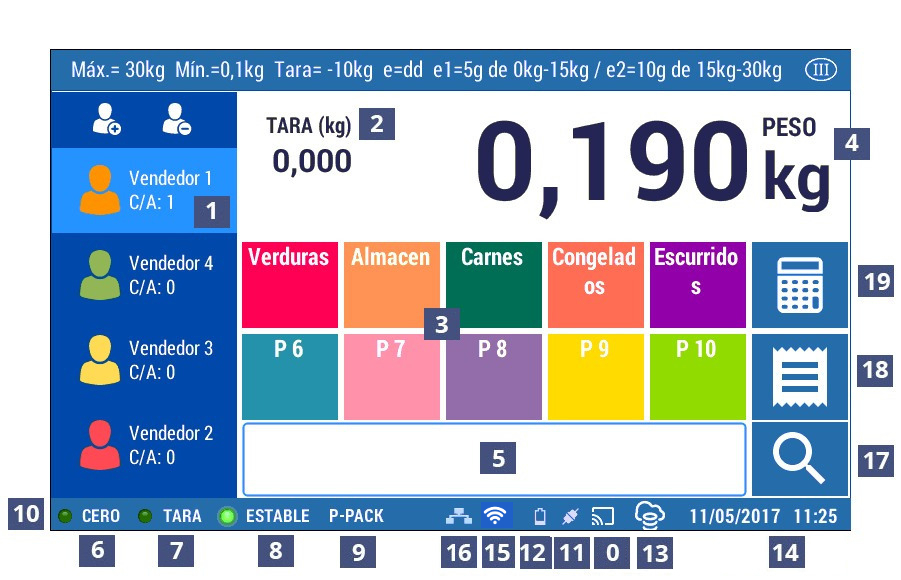 Máx.= 30kg Mín.=0,1kg Tara= -10kg e=dd e1=5g de 0kg-15kg / e2=10g de 15kg-30kg III
TARA (kg) 2
0,000
0,190
PESO
kg
4
Vendedor 1
C/A: 1
1
Vendedor 4
C/A: 0
Vendedor 3
C/A: 0
Vendedor 2
C/A: 0
Verduras
Almacen
Carnes
Congelad
os
Escurrido
s
19
3
P 6
P 7
P 8
P 9
P 10
18
5
17
10 CERO TARA ESTABLE P-PACK 11/05/2017 11:25
6 7 8 9 16 15 12 11 0 13 14